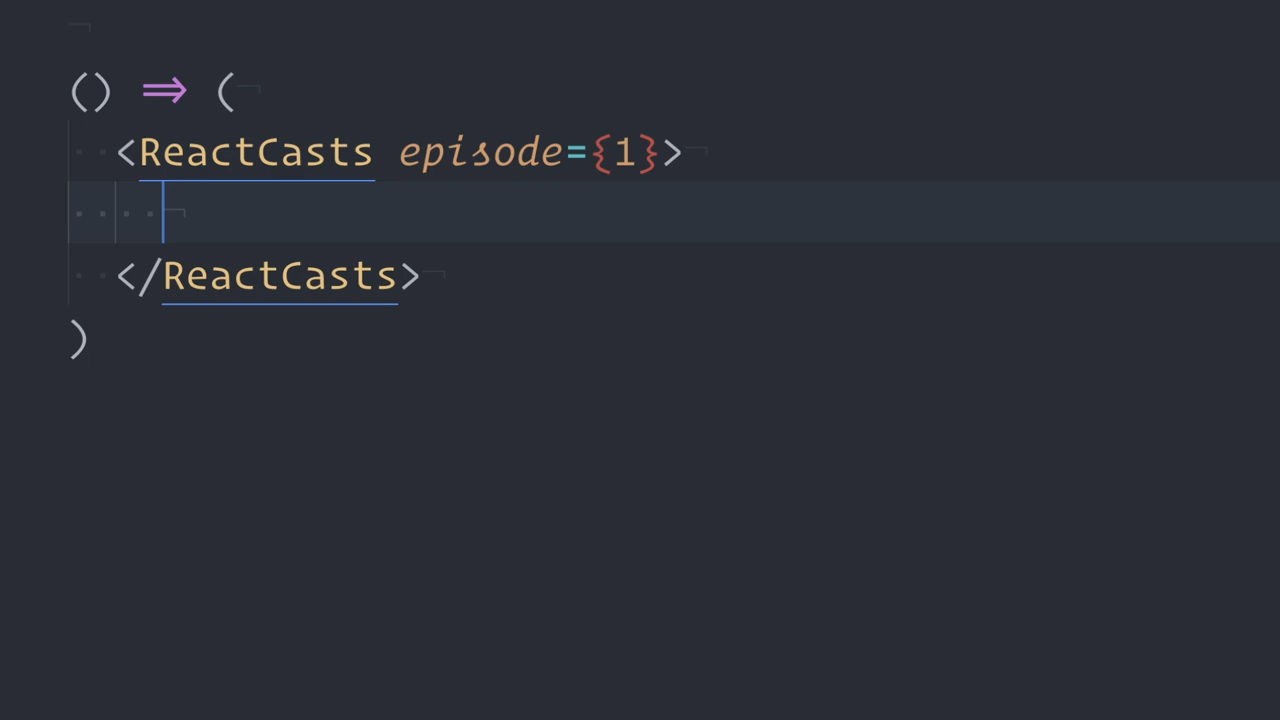 () => (
<ReactCasts episode={1}>
</ReactCasts>
)